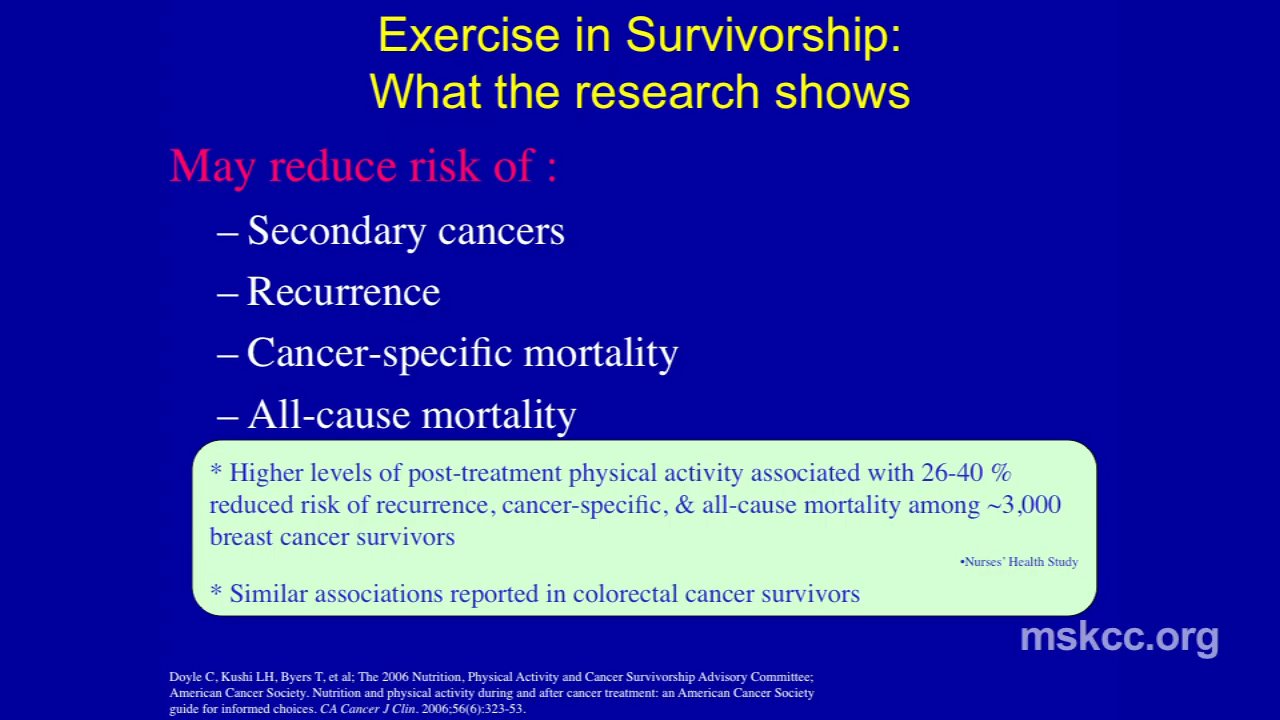 Exercise in Survivorship:
What the research shows
May reduce risk of :
– Secondary cancers
– Recurrence
– Cancer-specific mortality
– All-cause mortality
* Higher levels of post-treatment physical activity associated with 26-40 %
reduced risk of recurrence, cancer-specific, & all-cause mortality among ~3,000
breast cancer survivors
•Nurses’ Health Study
* Similar associations reported in colorectal cancer survivors
mskcc.org
Doyle C, Kushi LH, Byers T, et al; The 2006 Nutrition, Physical Activity and Cancer Survivorship Advisory Committee;
American Cancer Society. Nutrition and physical activity during and after cancer treatment: an American Cancer Society
guide for informed choices. CA Cancer J Clin. 2006;56(6):323-53.